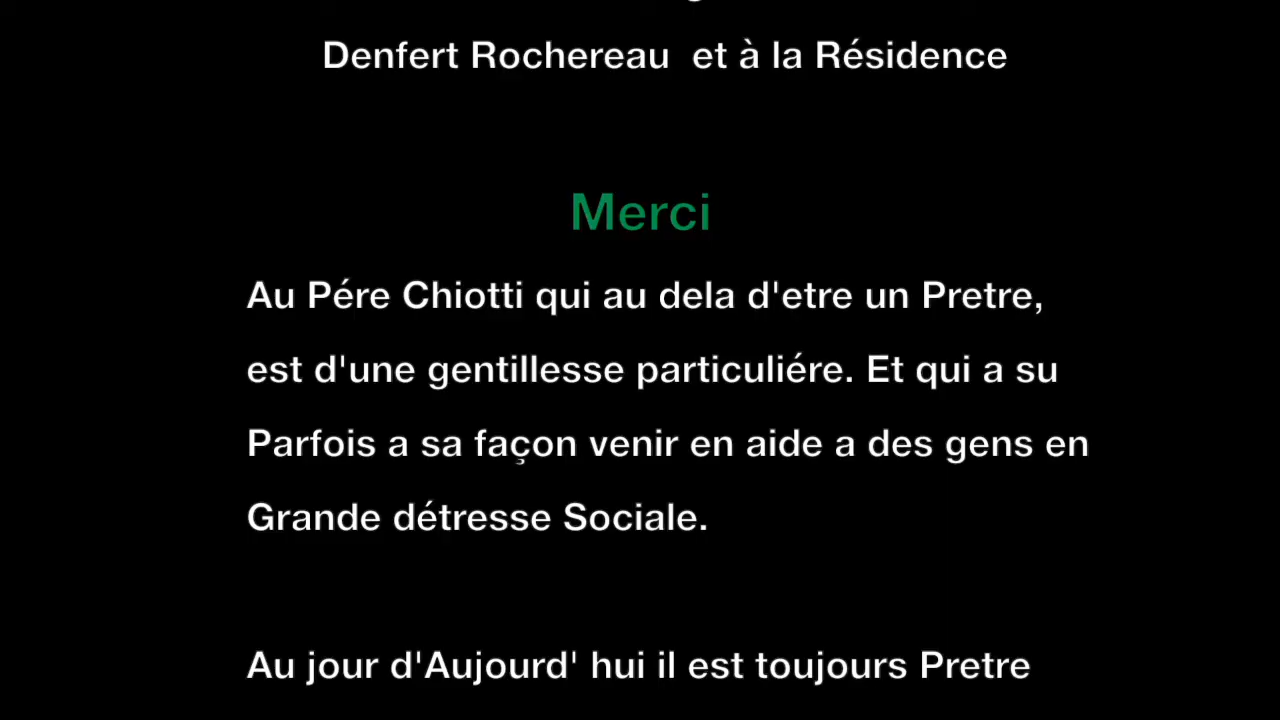 Denfert Rochereau  et à la Résidence
Merci
Au Pére Chiotti qui au dela d'etre un Pretre,
est d'une gentillesse particuliére. Et qui a su
Parfois a sa façon venir en aide a des gens en
Grande détresse Sociale.
Au jour d'Aujourd' hui il est toujours Pretre